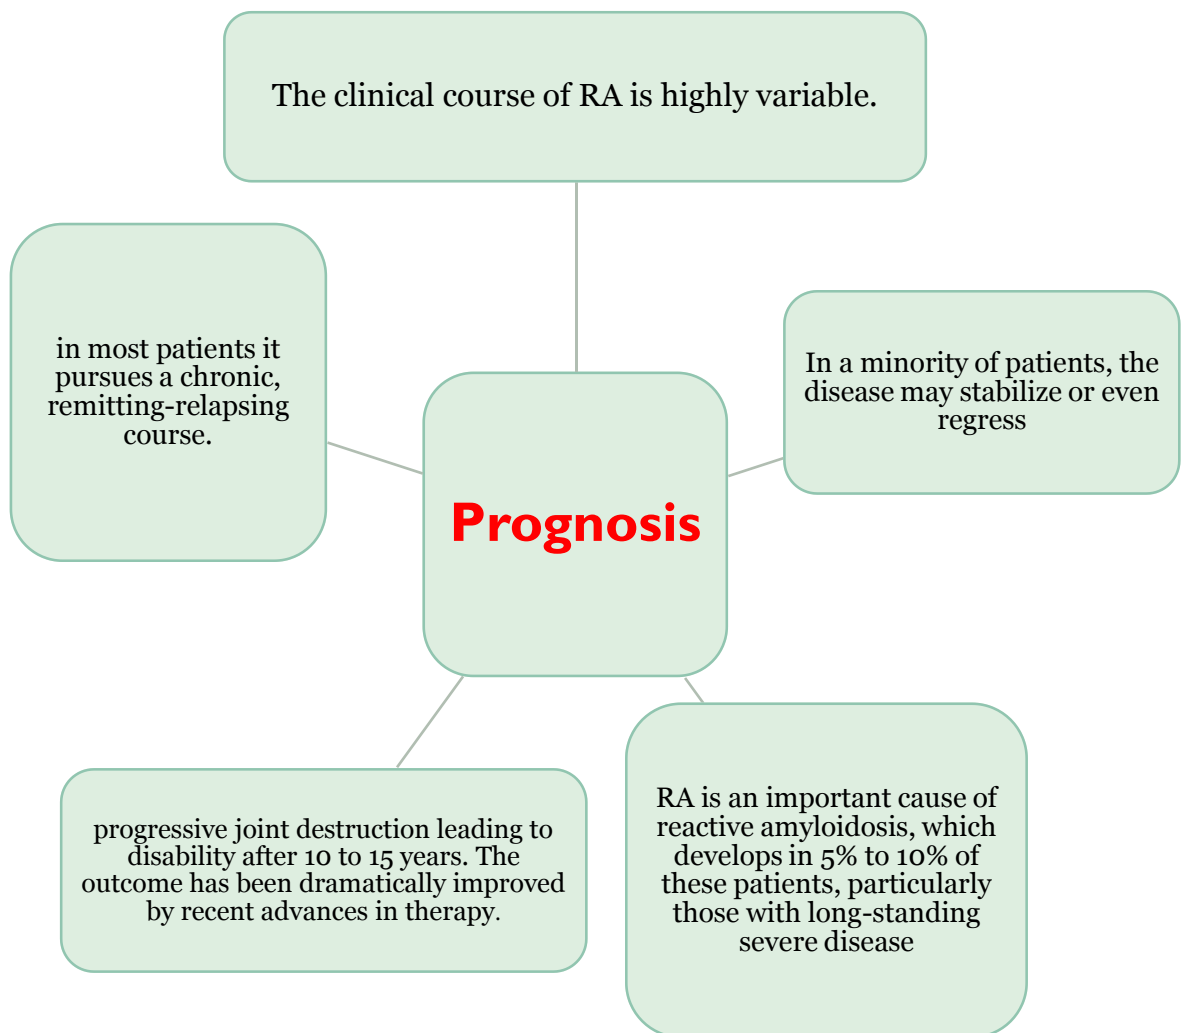 The clinical course of RA is highly variable.
in most patients it
pursues a chronic,
remitting-relapsing
course.
In a minority of patients, the
disease may stabilize or even
regress
Prognosis
progressive joint destruction leading to
disability after 10 to 15 years. The
outcome has been dramatically improved
by recent advances in therapy.
RA is an important cause of
reactive amyloidosis, which
develops in 5% to 10% of
these patients, particularly
those with long-standing
severe disease